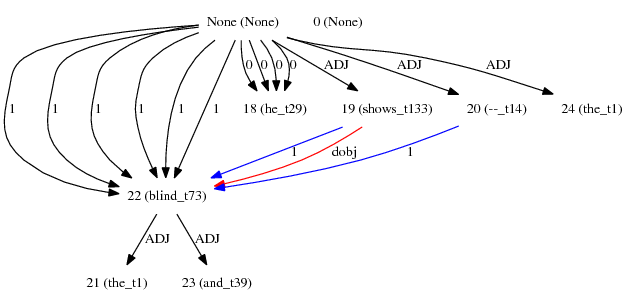 None (None) 0 (None)
0 0 0 0 ADJ ADJ ADJ
1 1 1 1 1 1 18 (he_t29) 19 (shows_t133) 20 (--_t14) 24 (the_t1)
1 dobj 1
22 (blind_t73)
ADJ ADJ
21 (the_t1) 23 (and_t39)